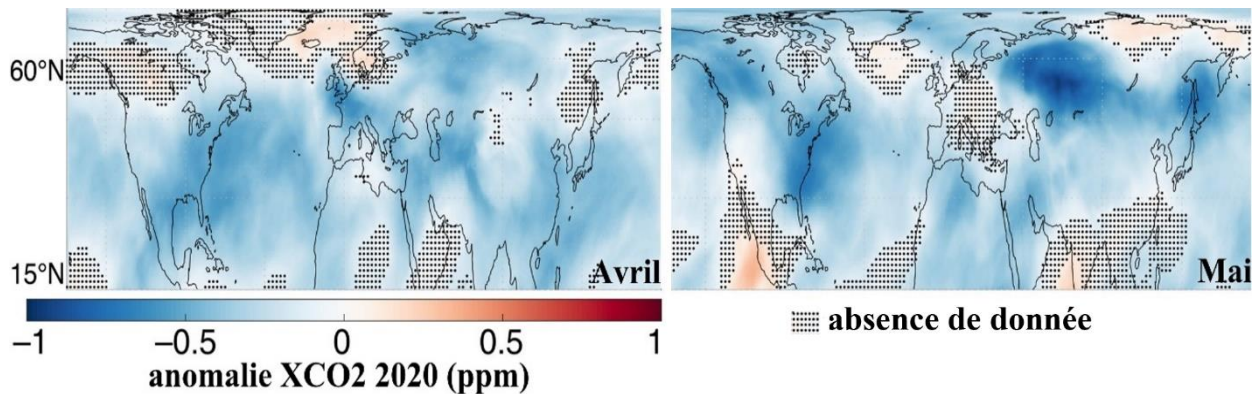 60°N
15°N
Avril
Mai
−1 −0.5 0 0.5 1
anomalie XCO2 2020 (ppm)
absence de donnée